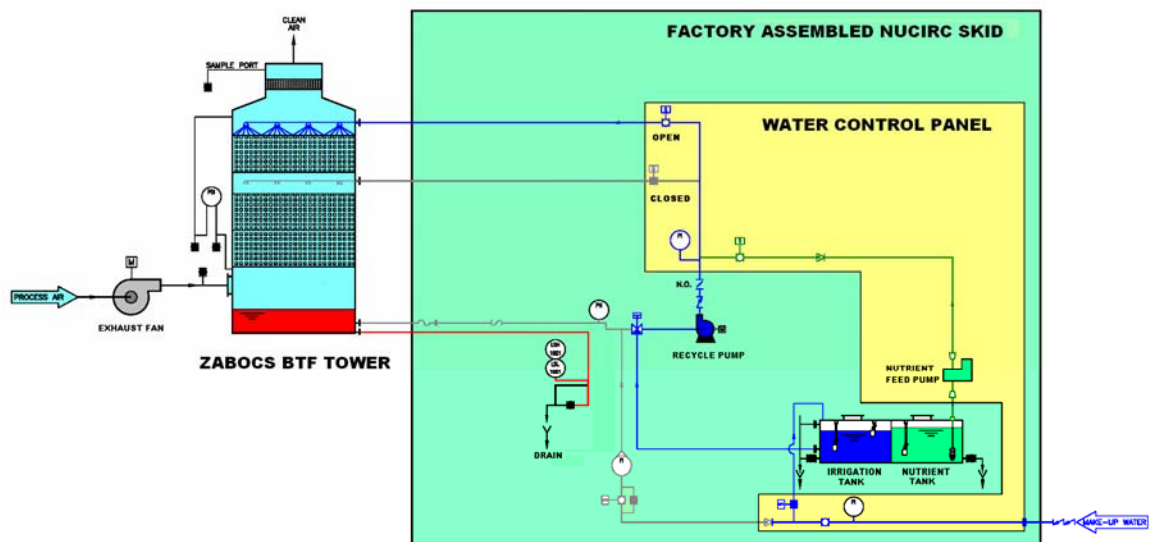 CLEAN
AIR
FACTORY ASSEMBLED NUCIRC SKID
SAMPLE PORT
WATER CONTROL PANEL
OPEN
CLOSED
N.O.
PROCESS AIR
EXHAUST FAN
RECYCLE PUMP
ZABOCS BTF TOWER
NUTRIENT
FEED PUMP
DRAIN
IRRIGATION
TANK
NUTRIENT
TANK
MAKE-UP WATER